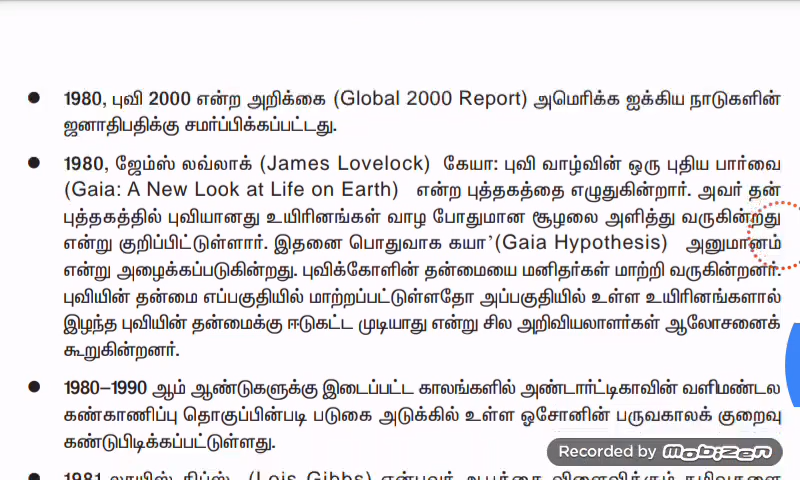 ● 1980, புவி 2000 என்ற அறிக்கை (Global 2000 Report) அமெரிக்க ஐக்கிய நாடுகளின்
ஜனாதிபதிக்கு சமர்ப்பிக்கப்பட்டது.
● 1980, ஜேம்ஸ் லவ்லாக் (James Lovelock) கேயா: புவி வாழ்வின் ஒரு புதிய பார்வை
(Gaia: A New Look at Life on Earth) என்ற புத்தகத்தை எழுதுகின்றார். அவர் தன்
புத்தகத்தில் புவியானது உயிரினங்கள் வாழ போதுமான சூழலை அளித்து வருகின்றது
என்று குறிப்பிட்டுள்ளார். இதனை பொதுவாக கயா’(Gaia Hypothesis) அனுமானம்
என்று அழைக்கப்படுகின்றது. புவிக்கோளின் தன்மையை மனிதர்கள் மாற்றி வருகின்றனர்.
புவியின் தன்மை எப்பகுதியில் மாற்றப்பட்டுள்ளதோ அப்பகுதியில் உள்ள உயிரினங்களால்
இழந்த புவியின் தன்மைக்கு ஈடுகட்ட முடியாது என்று சில அறிவியலாளர்கள் ஆலோசனைக்
கூறுகின்றனர்.
● 1980–1990 ஆம் ஆண்டுகளுக்கு இடைப்பட்ட காலங்களில் அண்டார்ட்டிகாவின் வளிமண்டல
கண்காணிப்பு தொகுப்பின்படி படுகை அடுக்கில் உள்ள ஓசோனின் பருவகாலக் குறைவு
கண்டுபிடிக்கப்பட்டுள்ளது.
Recorded by mobizen
● 1981 (Lois Gibbs) என்பவர்